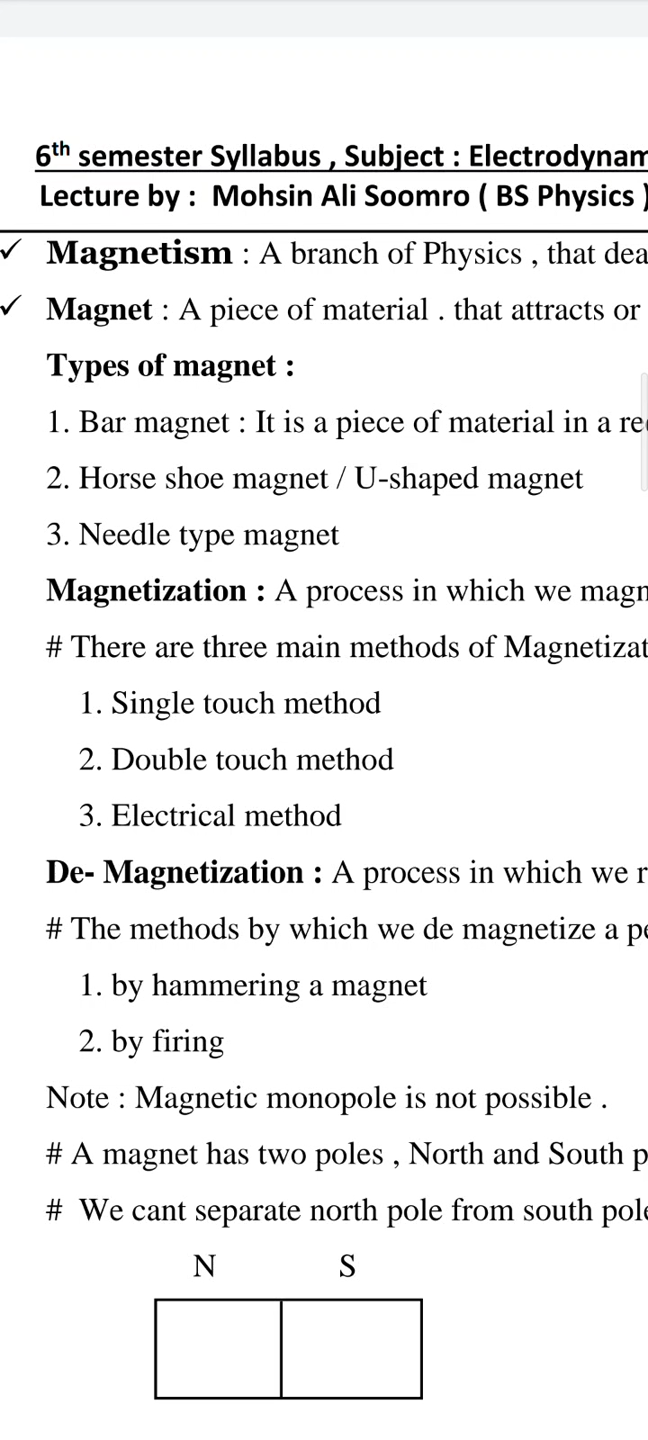 6th semester Syllabus , Subject : Electrodynam
Lecture by : Mohsin Ali Soomro ( BS Physics )
✓ Magnetism : A branch of Physics , that dea
✓ Magnet : A piece of material . that attracts or
Types of magnet :
1. Bar magnet : It is a piece of material in a re
2. Horse shoe magnet / U-shaped magnet
3. Needle type magnet
Magnetization : A process in which we magn
# There are three main methods of Magnetizat
1. Single touch method
2. Double touch method
3. Electrical method
De- Magnetization : A process in which we r
# The methods by which we de magnetize a pe
1. by hammering a magnet
2. by firing
Note : Magnetic monopole is not possible .
# A magnet has two poles , North and South p
# We cant separate north pole from south pole
N S